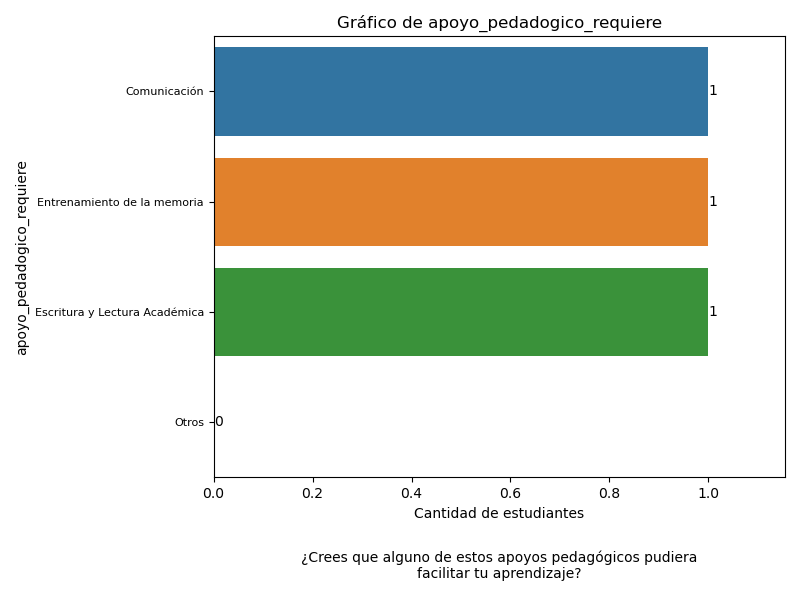 Gráfico de apoyo_pedadogico_requiere
apoyo_pedadogico_requiere
Comunicación
1
Entrenamiento de la memoria
1
Escritura y Lectura Académica
1
Otros
0
0.0
0.2
0.4
0.6
0.8
1.0
Cantidad de estudiantes
¿Crees que alguno de estos apoyos pedagógicos pudiera
facilitar tu aprendizaje?